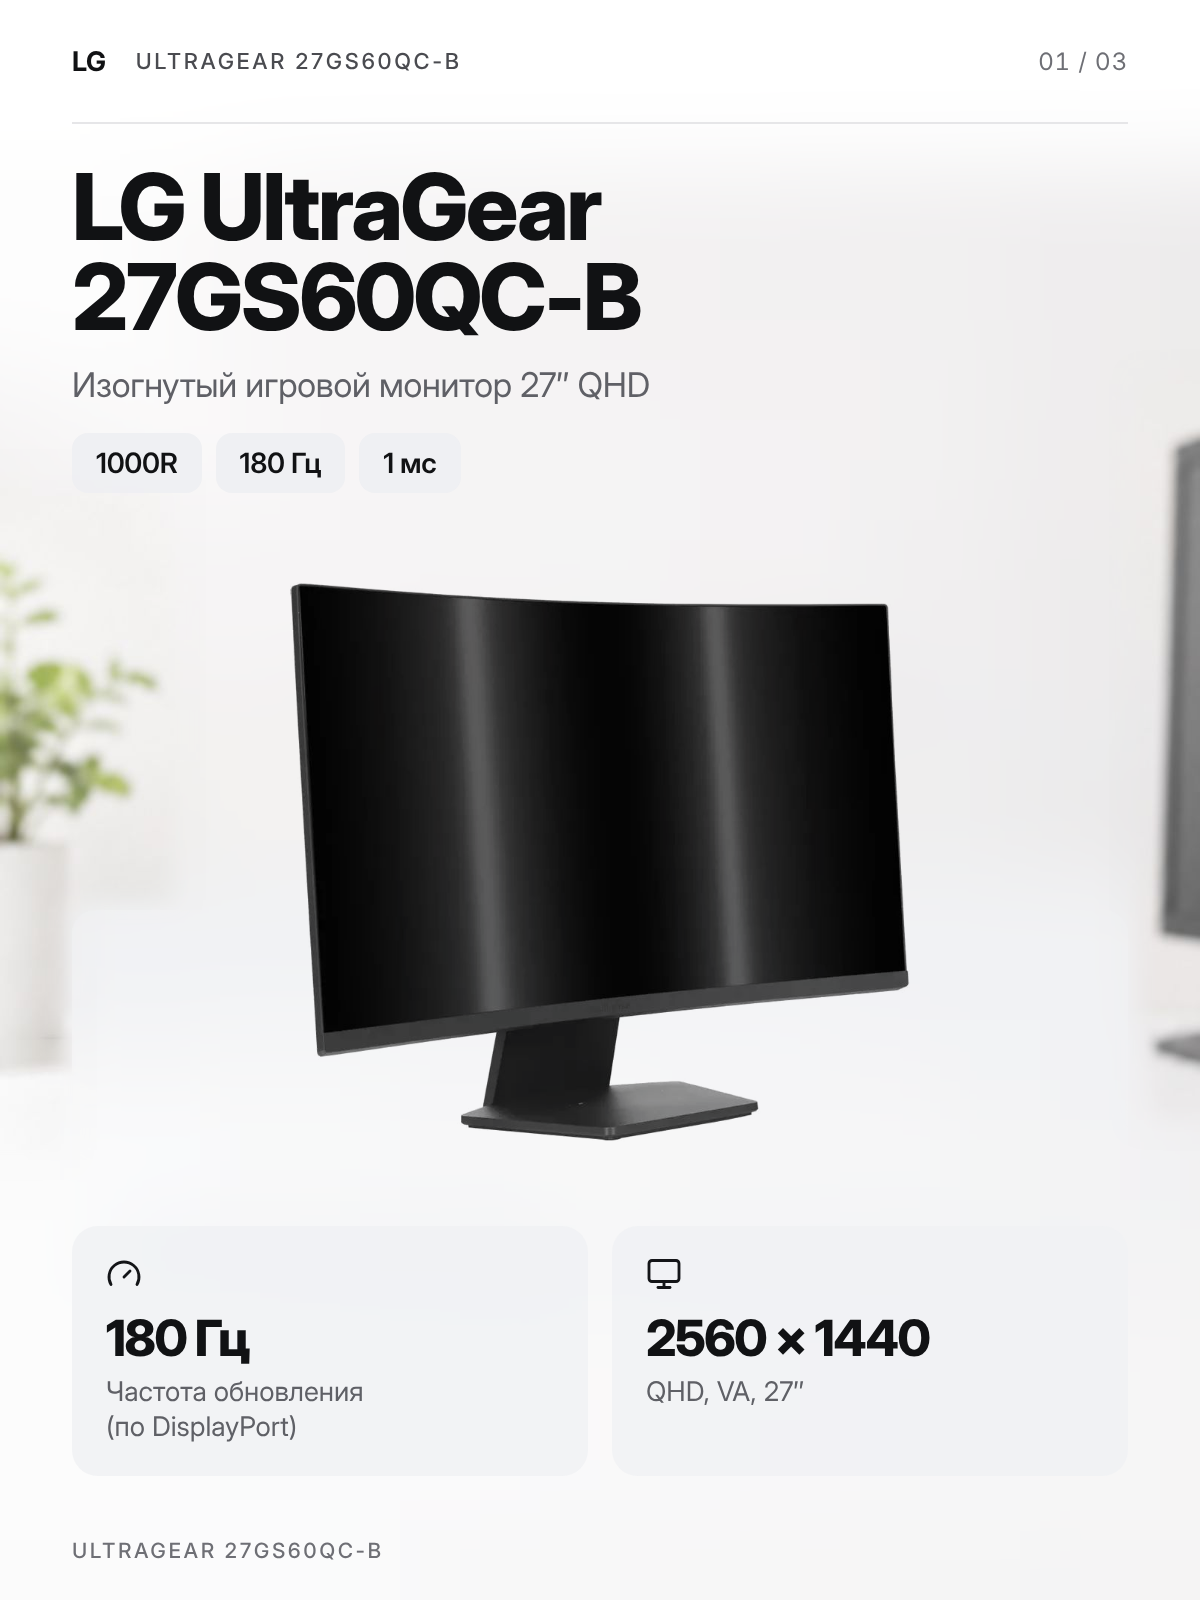 LG ULTRAGEAR 27GS60QC-B 01 / 03
LG UltraGear
27GS60QC-B
Изогнутый игровой монитор 27″ QHD
1000R 180 Гц 1 мс
180 Гц
Частота обновления
(по DisplayPort)
2560 × 1440
QHD, VA, 27″
ULTRAGEAR 27GS60QC-B